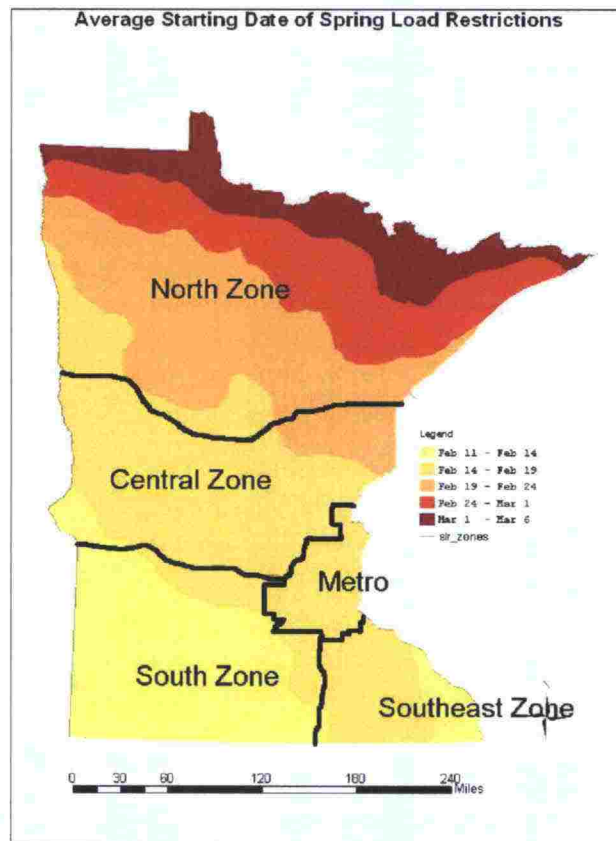 Average Starting Date of Spring Load Restrictions
North Zone
Legend
Feb 11 - Feb 14
Feb 14 - Feb 19
Feb 19 - Feb 24
Feb 24 - Mar 1
Mar 1 - Mar 6
slr_zones
Central Zone
Metro
South Zone
Southeast Zone
0 30 60 120 180 240
Miles